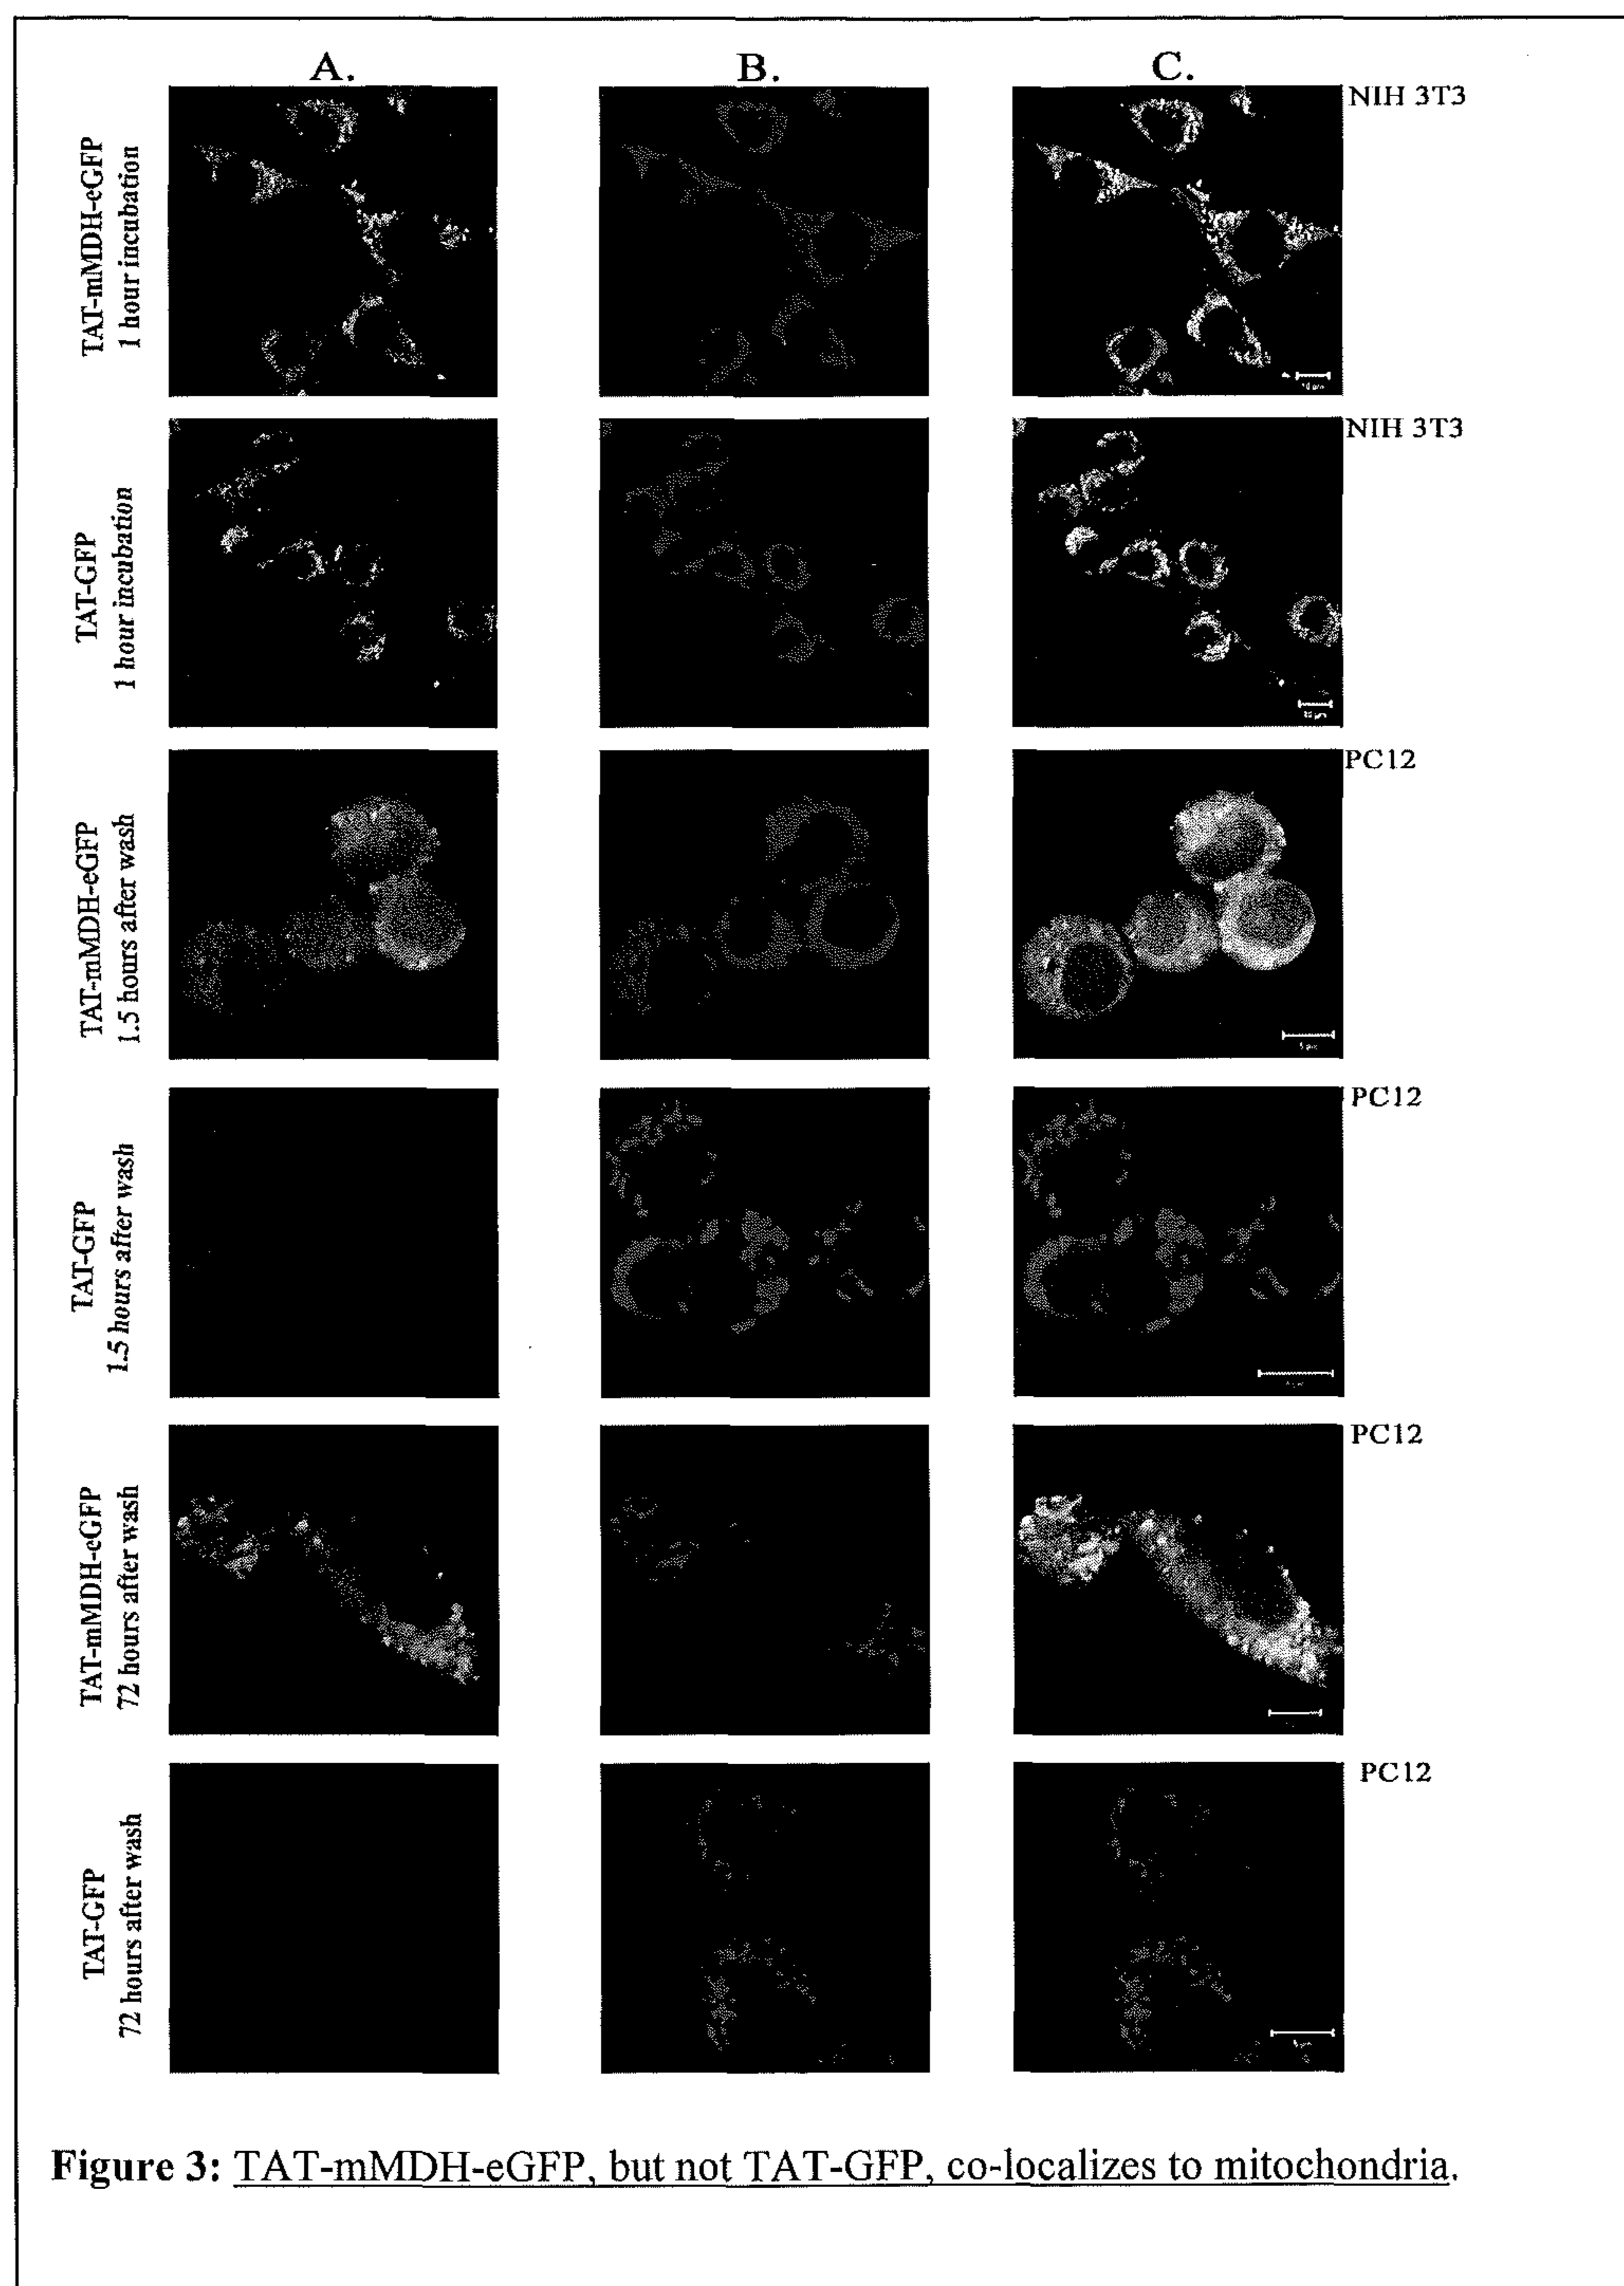 A.
B.
C.
TAT-mMDH-eGFP
1 hour incubation
NIH 3T3
TAT-GFP
1 hour incubation
NIH 3T3
TAT-mMDH-eGFP
1.5 hours after wash
PC12
TAT-GFP
1.5 hours after wash
PC12
TAT-mMDH-eGFP
72 hours after wash
PC12
TAT-GFP
72 hours after wash
PC12
Figure 3: TAT-mMDH-eGFP, but not TAT-GFP, co-localizes to mitochondria.